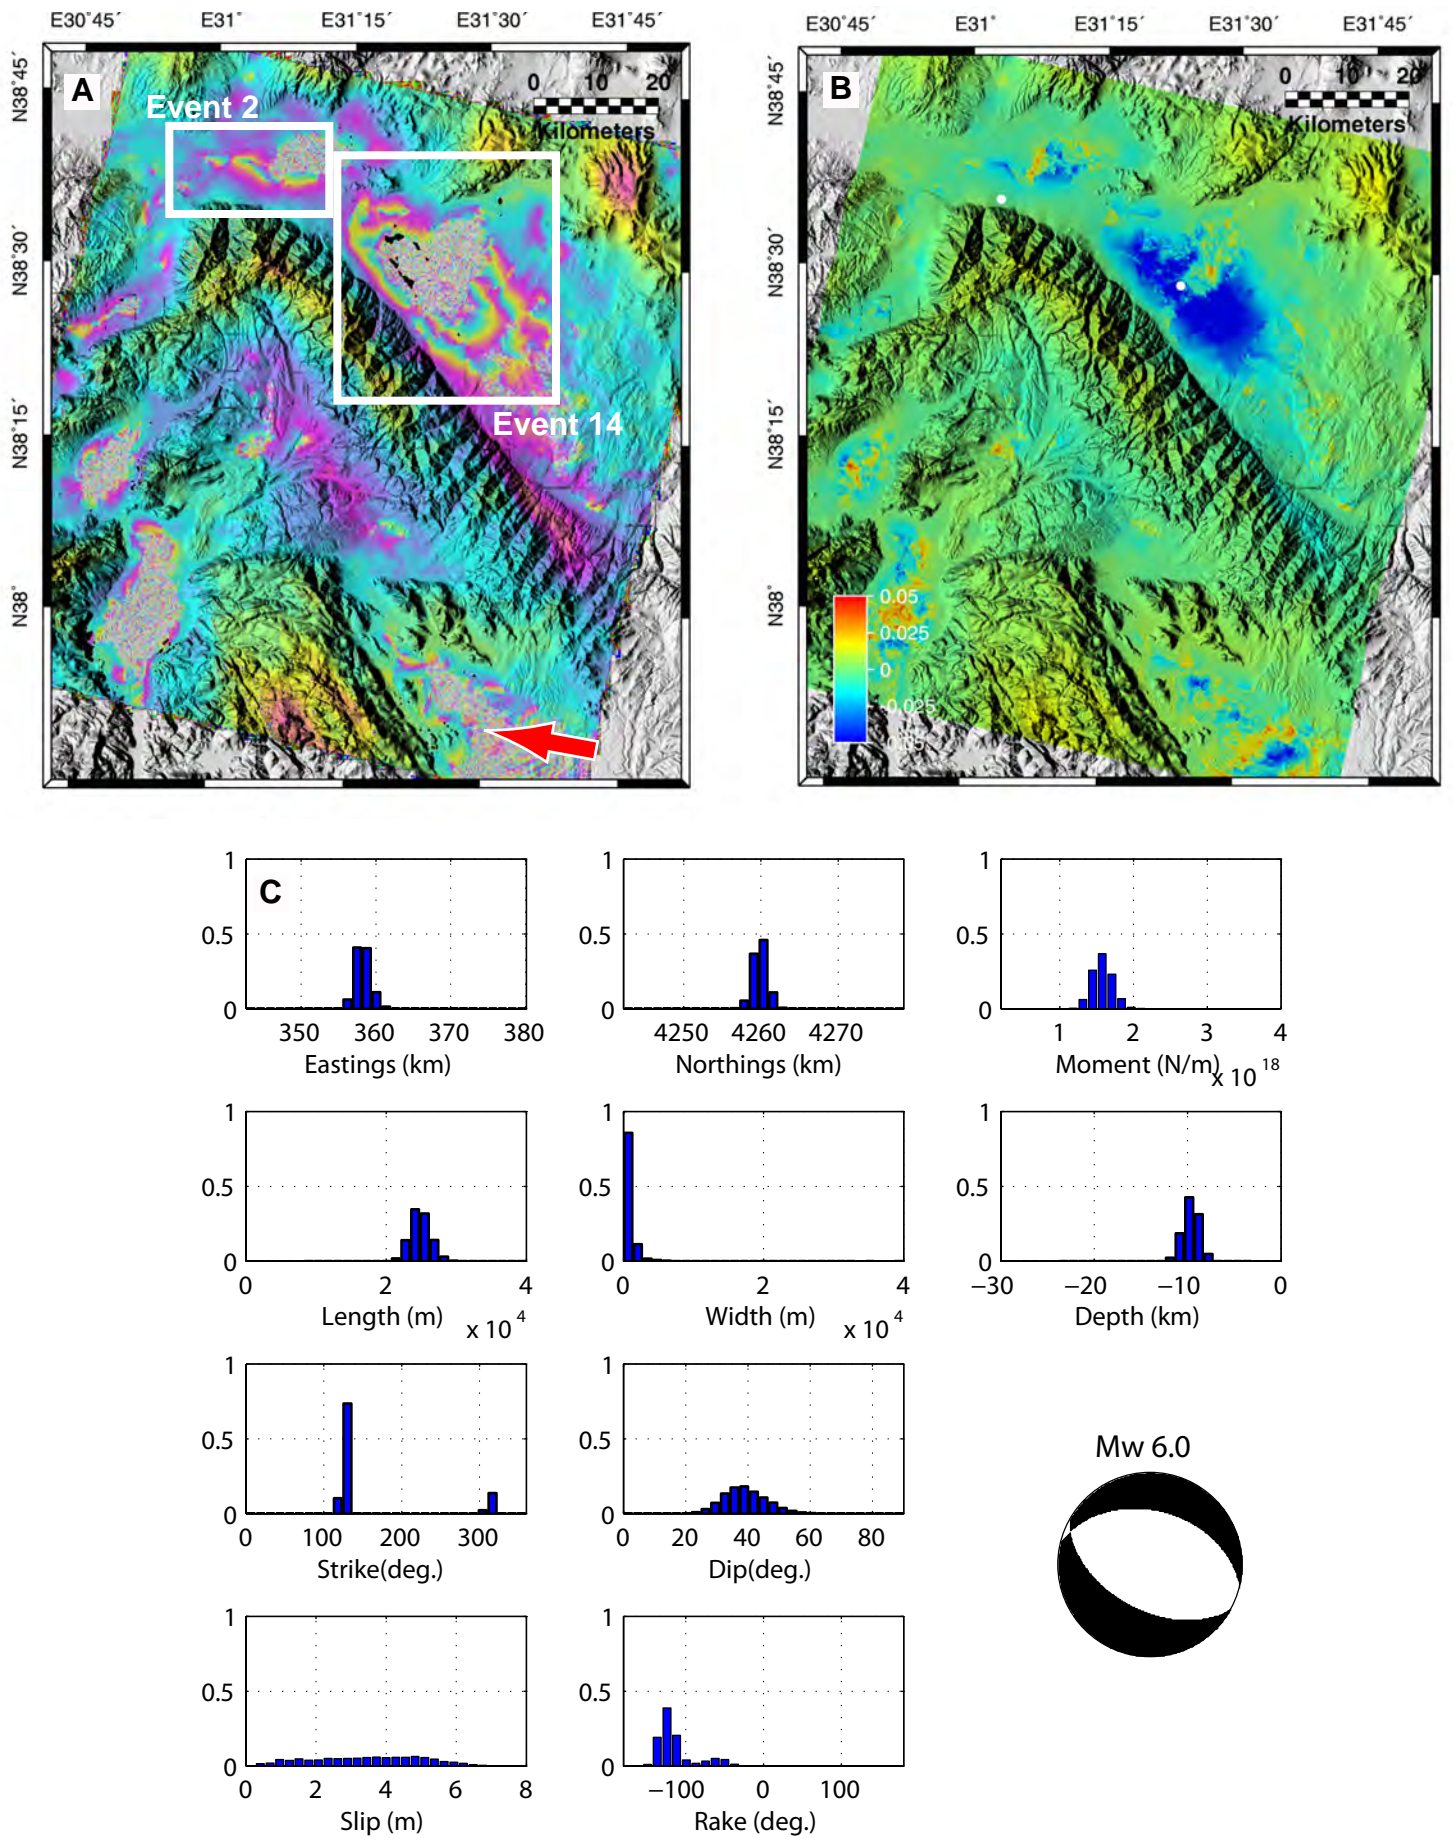 E30°45´ E31° E31°15´ E31°30´ E31°45´
N38°45´
N38°30´
N38°15´
N38°
A
Event 2
0 10 20
Kilometers
Event 14
E30°45´ E31° E31°15´ E31°30´ E31°45´
N38°45´
N38°30´
N38°15´
N38°
B
0 10 20
Kilometers
0.05
0.025
0
-0.025
C
1
0.5
0
350 360 370 380
Eastings (km)
1
0.5
0
4250 4260 4270
Northings (km)
1
0.5
0
1 2 3 4
Moment (N/m)
x 10 18
1
0.5
0
0 2 4
Length (m)
x 10 4
1
0.5
0
0 2 4
Width (m)
x 10 4
1
0.5
0
−30 −20 −10 0
Depth (km)
1
0.5
0
0 100 200 300
Strike(deg.)
1
0.5
0
0 20 40 60 80
Dip(deg.)
Mw 6.0
1
0.5
0
0 2 4 6 8
Slip (m)
1
0.5
0
−100 0 100
Rake (deg.)